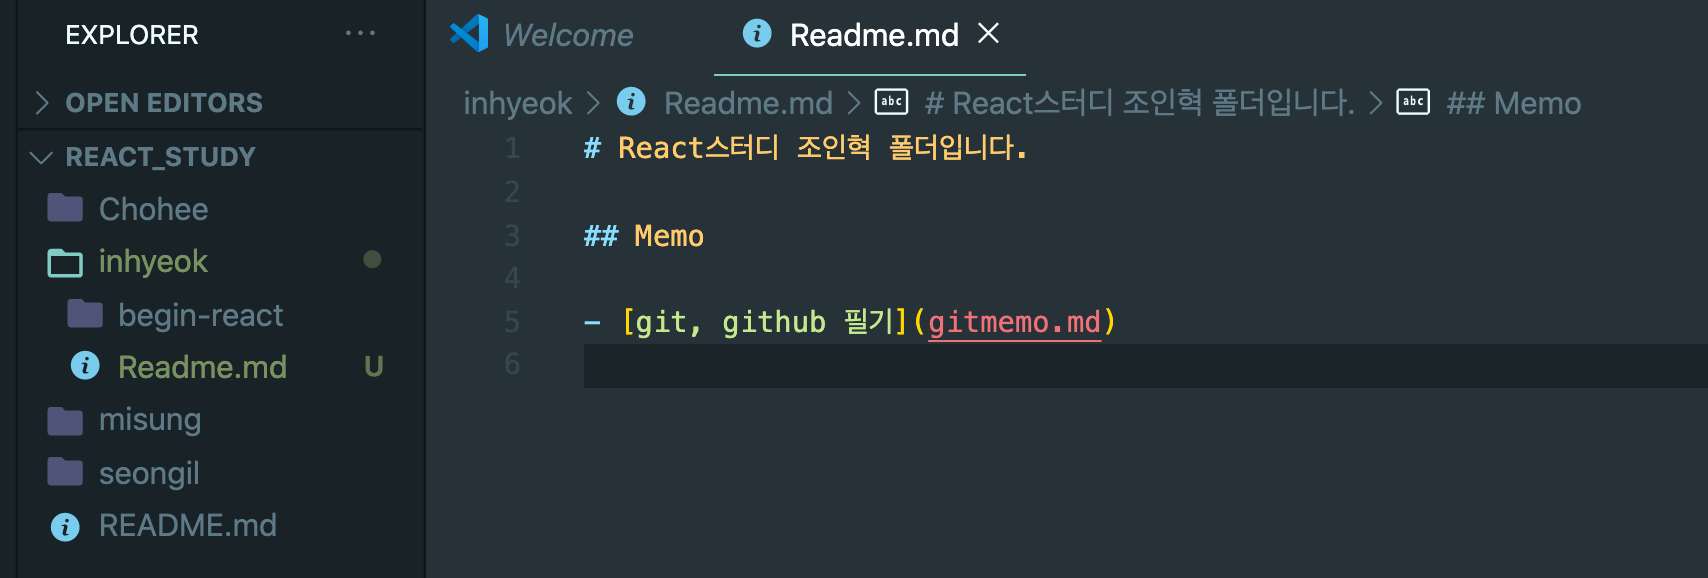 EXPLORER
OPEN EDITORS
REACT_STUDY
Chohee
inhyeok
begin-react
Readme.md U
misung
seongil
README.md
Welcome Readme.md
inhyeok > Readme.md > abc # React스터디 조인혁 폴더입니다. > abc ## Memo
1 # React스터디 조인혁 폴더입니다.
2
3 ## Memo
4
5 - [git, github 필기](gitmemo.md)
6